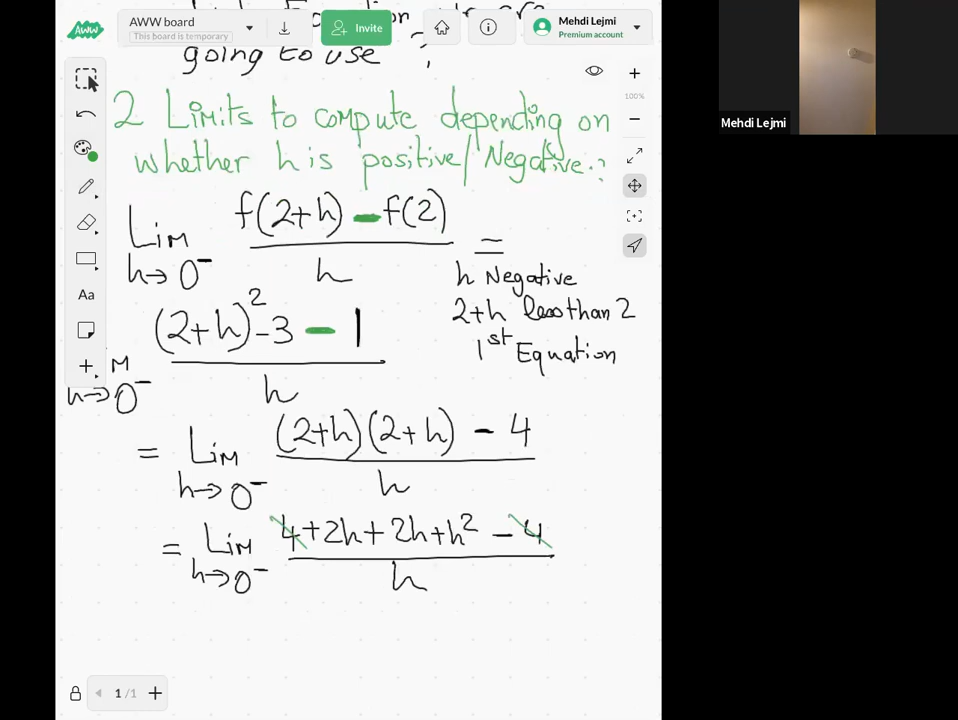 AWW board
This board is temporary
Invite
Mehdi Lejmi
Premium account
going to use ?
2 Limits to compute depending on
whether h is positive/Negative.:
100%
Mehdi Lejmi
Lim h→0⁻ f(2+h) - f(2) / h =
h Negative
2+h less than 2
1st Equation
Lim h→0⁻ (2+h)² - 3 - 1 / h
= Lim h→0⁻ (2+h)(2+h) - 4 / h
= Lim h→0⁻ 4+2h+2h+h² - 4 / h
Aa
1 / 1